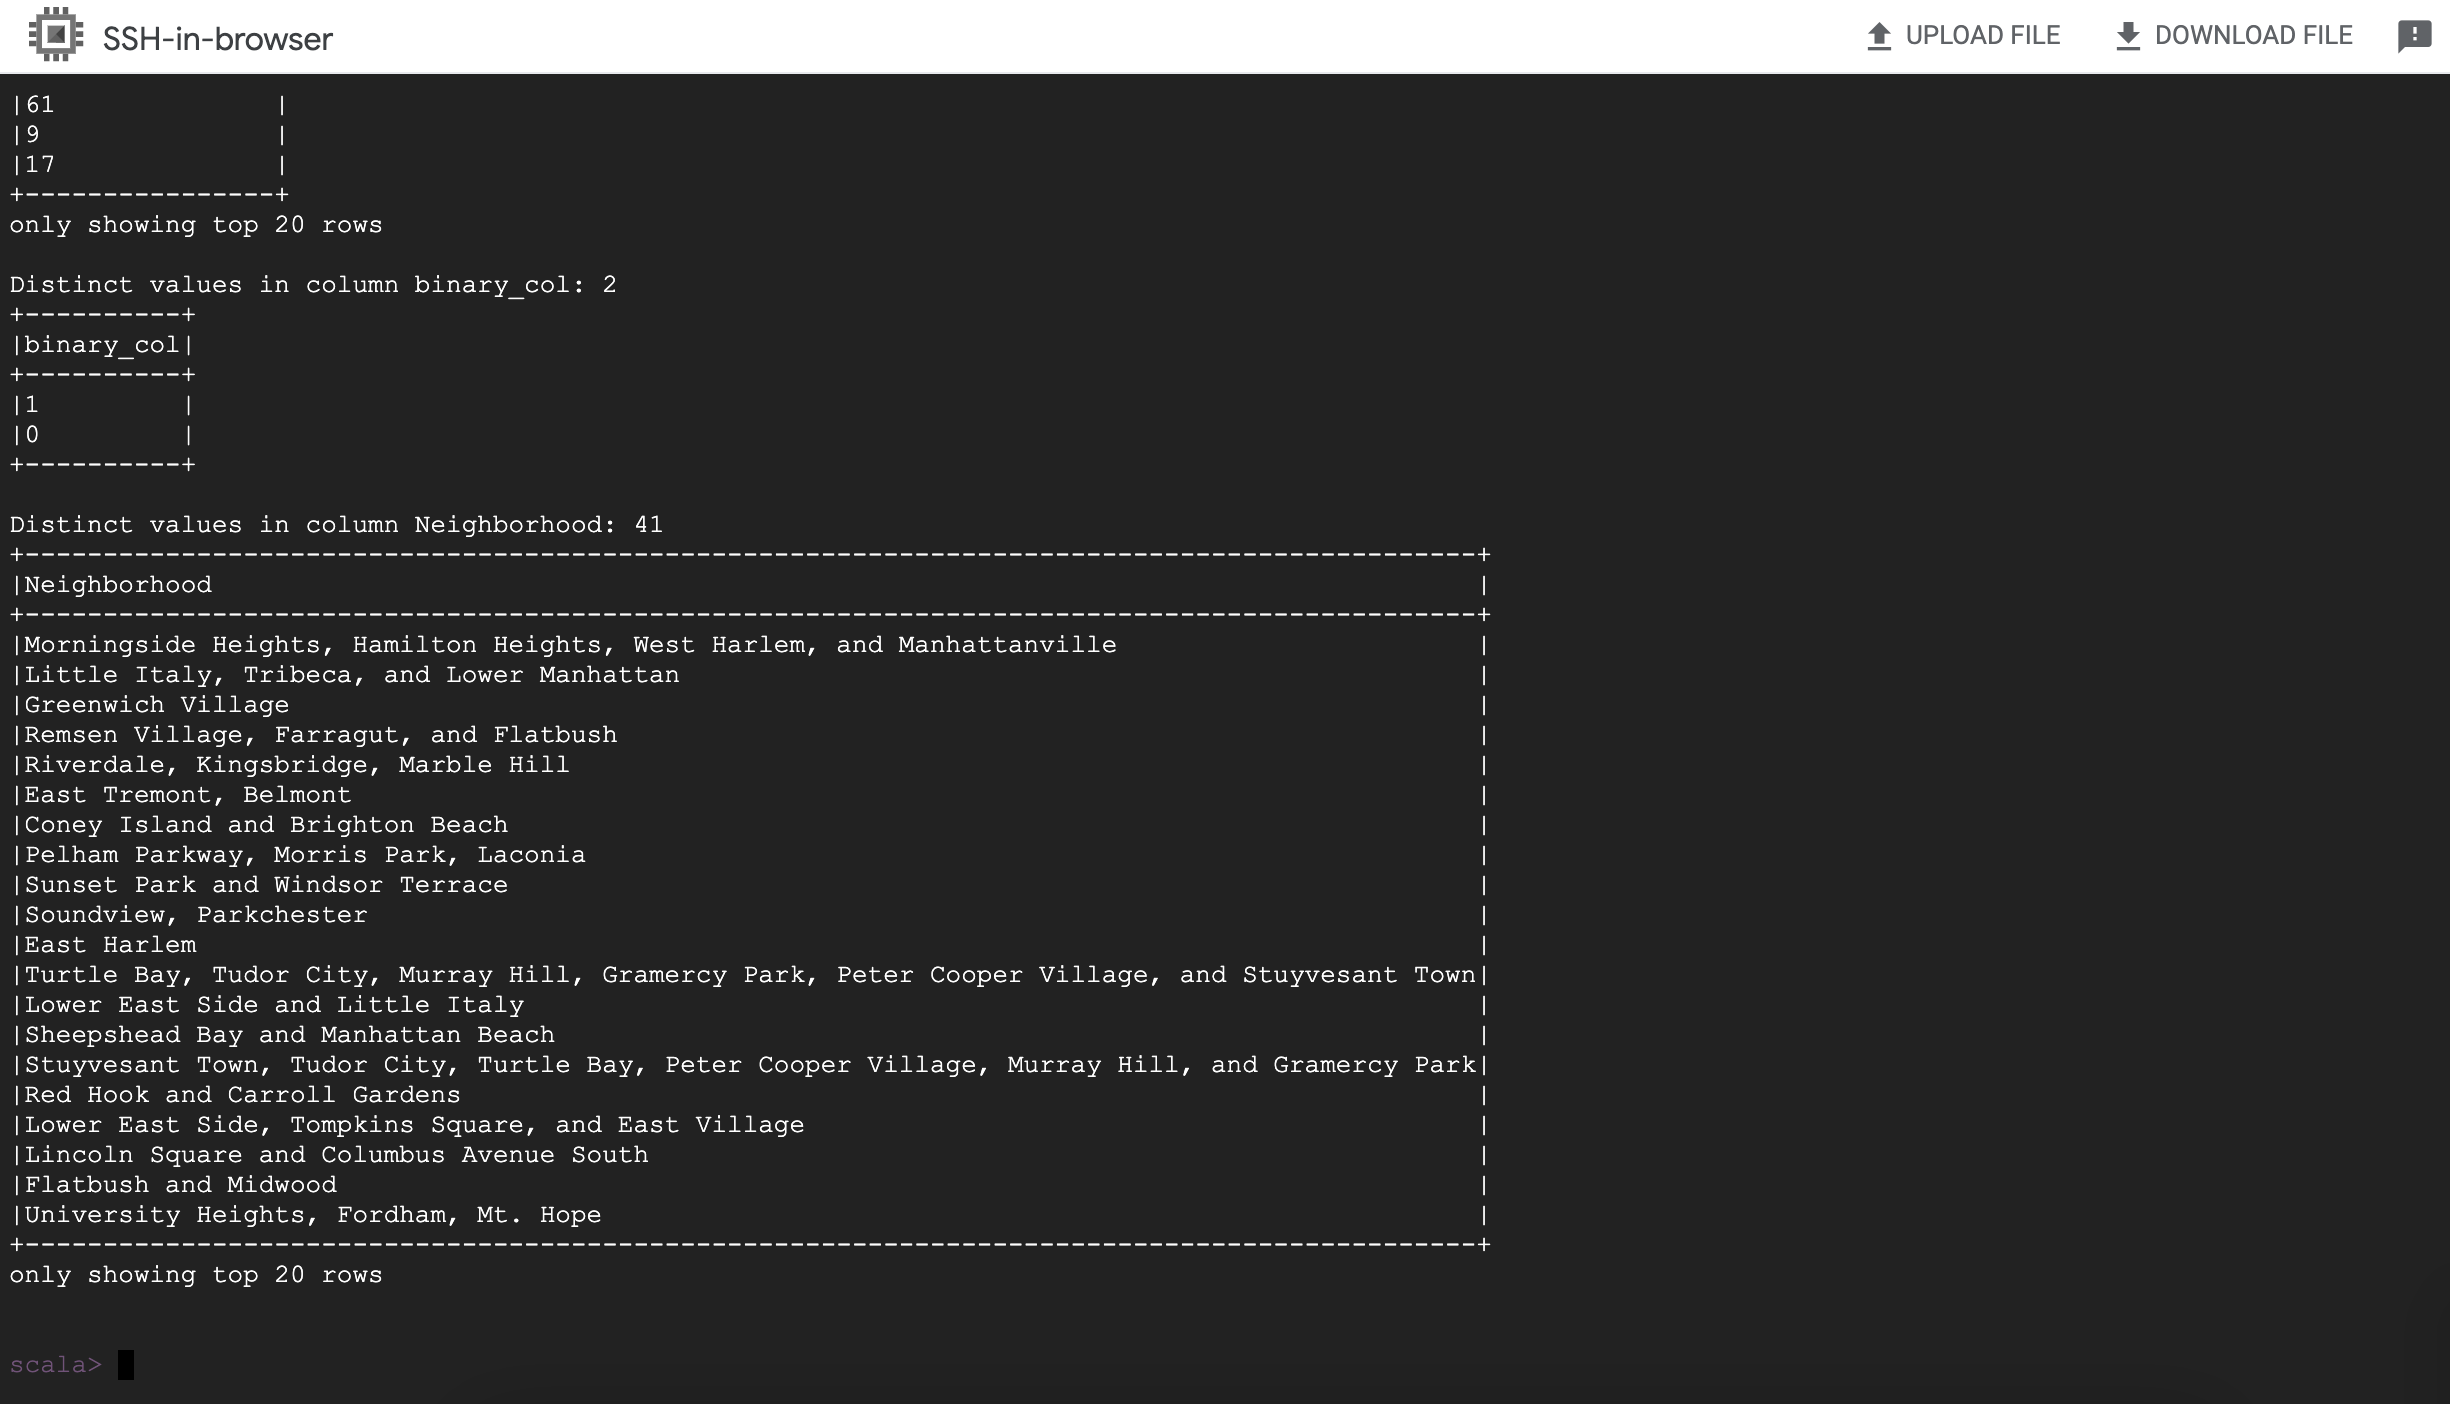 SSH-in-browser UPLOAD FILE DOWNLOAD FILE
|61              |
|9               |
|17              |
+----------------+
only showing top 20 rows
Distinct values in column binary_col: 2
+----------+
|binary_col|
+----------+
|1         |
|0         |
+----------+
Distinct values in column Neighborhood: 41
+---------------------------------------------------------------------------------------------+
|Neighborhood                                                                                 |
+---------------------------------------------------------------------------------------------+
|Morningside Heights, Hamilton Heights, West Harlem, and Manhattanville                       |
|Little Italy, Tribeca, and Lower Manhattan                                                   |
|Greenwich Village                                                                            |
|Remsen Village, Farragut, and Flatbush                                                       |
|Riverdale, Kingsbridge, Marble Hill                                                          |
|East Tremont, Belmont                                                                        |
|Coney Island and Brighton Beach                                                              |
|Pelham Parkway, Morris Park, Laconia                                                         |
|Sunset Park and Windsor Terrace                                                              |
|Soundview, Parkchester                                                                       |
|East Harlem                                                                                  |
|Turtle Bay, Tudor City, Murray Hill, Gramercy Park, Peter Cooper Village, and Stuyvesant Town|
|Lower East Side and Little Italy                                                             |
|Sheepshead Bay and Manhattan Beach                                                           |
|Stuyvesant Town, Tudor City, Turtle Bay, Peter Cooper Village, Murray Hill, and Gramercy Park|
|Red Hook and Carroll Gardens                                                                 |
|Lower East Side, Tompkins Square, and East Village                                           |
|Lincoln Square and Columbus Avenue South                                                     |
|Flatbush and Midwood                                                                         |
|University Heights, Fordham, Mt. Hope                                                        |
+---------------------------------------------------------------------------------------------+
only showing top 20 rows
scala>